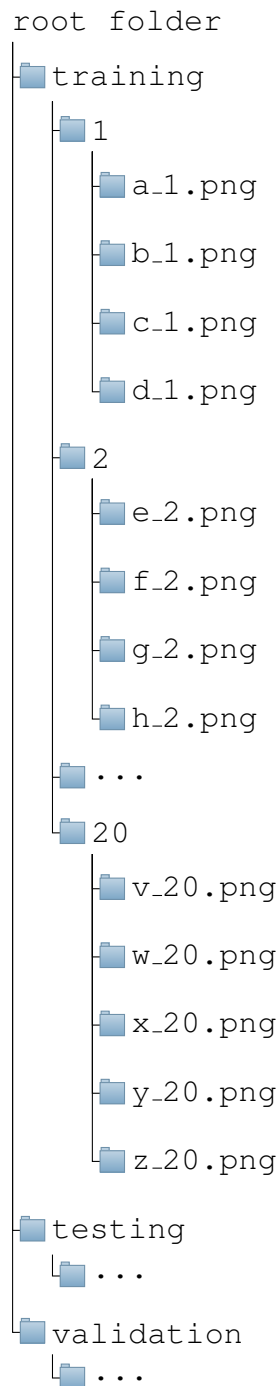 root folder
training
1
a_1.png
b_1.png
c_1.png
d_1.png
2
e_2.png
f_2.png
g_2.png
h_2.png
...
20
v_20.png
w_20.png
x_20.png
y_20.png
z_20.png
testing
...
validation
...